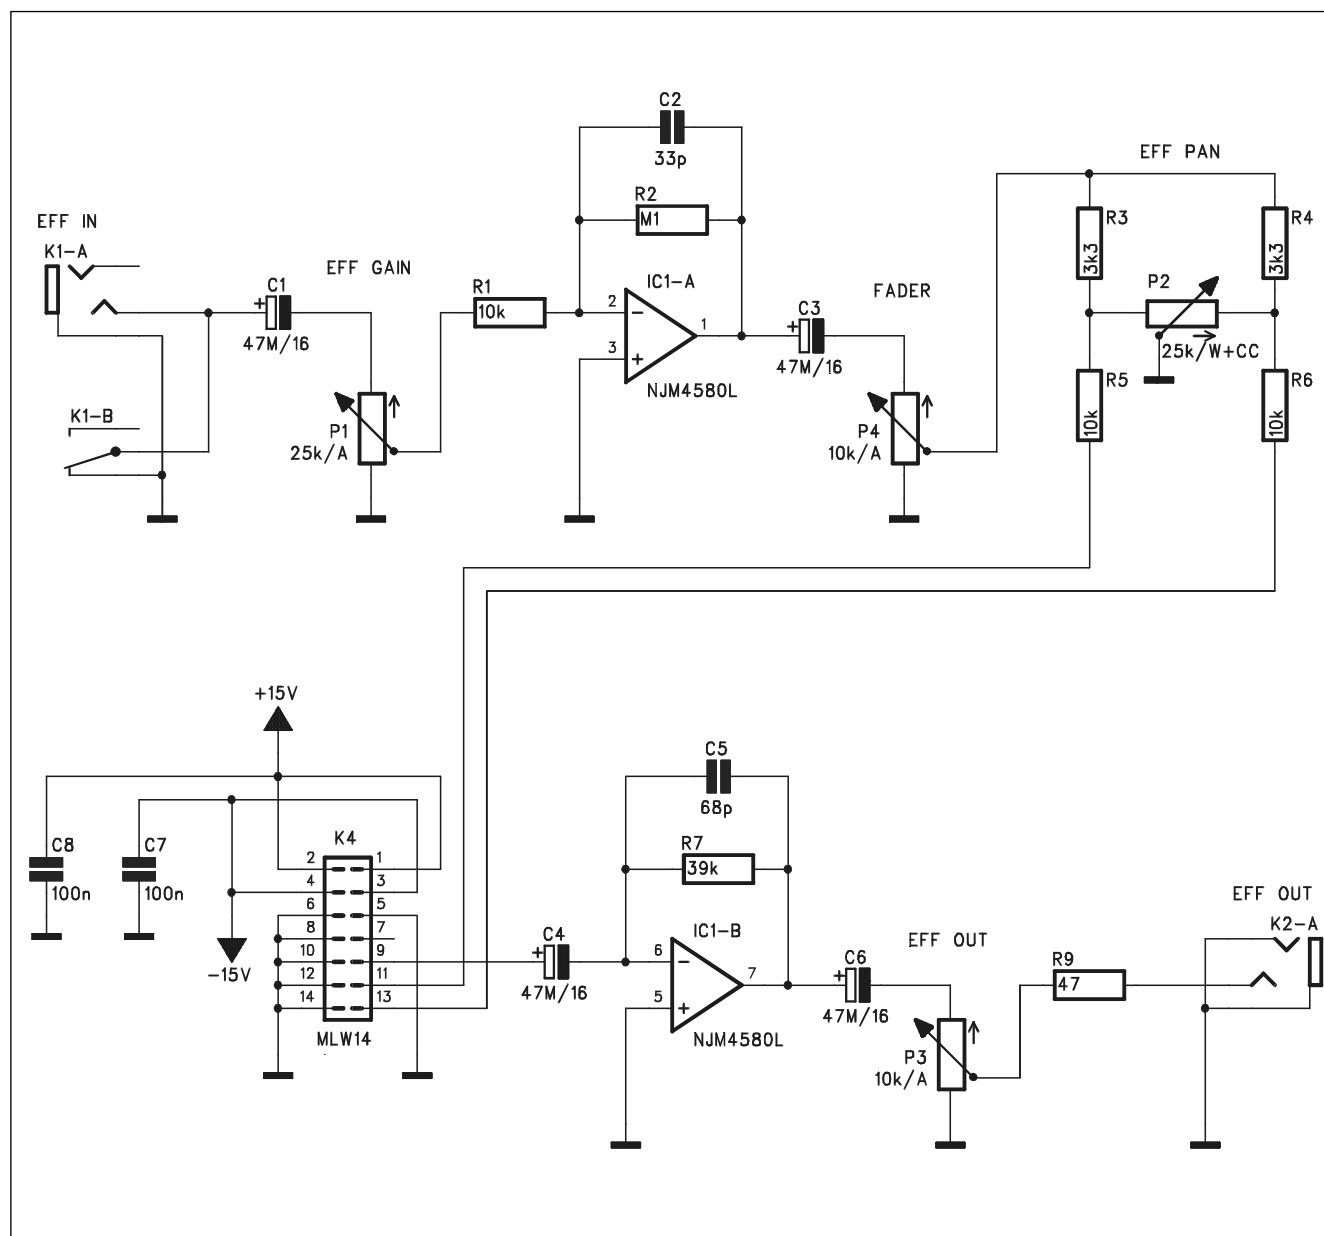 C2
33p
EFF PAN
R2
M1
EFF IN
K1-A
R3
3k3
R4
3k3
EFF GAIN
C1
+
47M/16
R1
10k
IC1-A
2
−
1
3
+
NJM4580L
FADER
C3
+
47M/16
P2
25k/W+CC
R5
10k
R6
10k
K1-B
P1
25k/A
P4
10k/A
+15V
C5
68p
R7
39k
C8
100n
C7
100n
K4
2 1
4 3
6 5
8 7
10 9
12 11
14 13
MLW14
-15V
C4
+
47M/16
IC1-B
6
−
7
5
+
NJM4580L
EFF OUT
C6
+
47M/16
P3
10k/A
R9
47
EFF OUT
K2-A